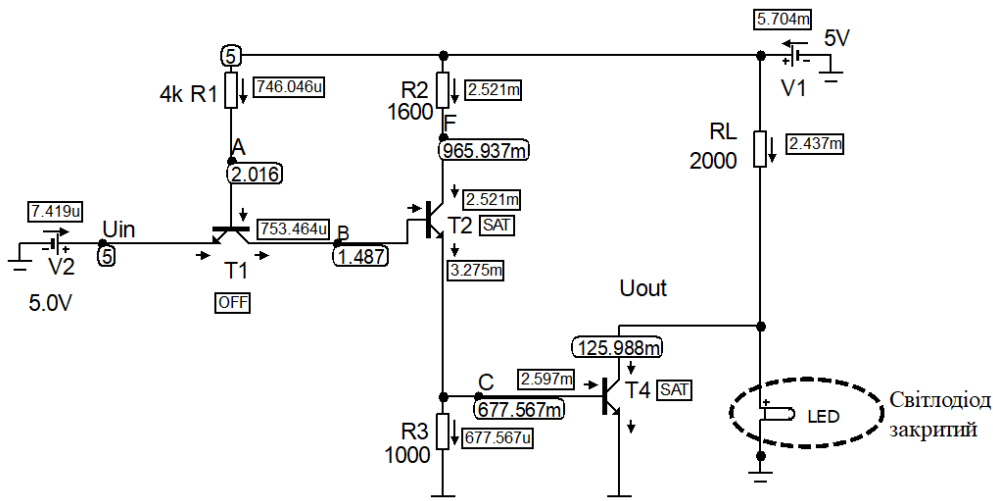 5.704m
5V
V1
5
4k R1
746.046u
R2
1600
2.521m
RL
2000
2.437m
A
2.016
F
965.937m
7.419u
Uin
5
V2
5.0V
T1
OFF
753.464u
B
1.487
2.521m
T2
SAT
3.275m
Uout
125.988m
2.597m
T4
SAT
C
677.567m
R3
1000
677.567u
LED
Світлодіод
закритий